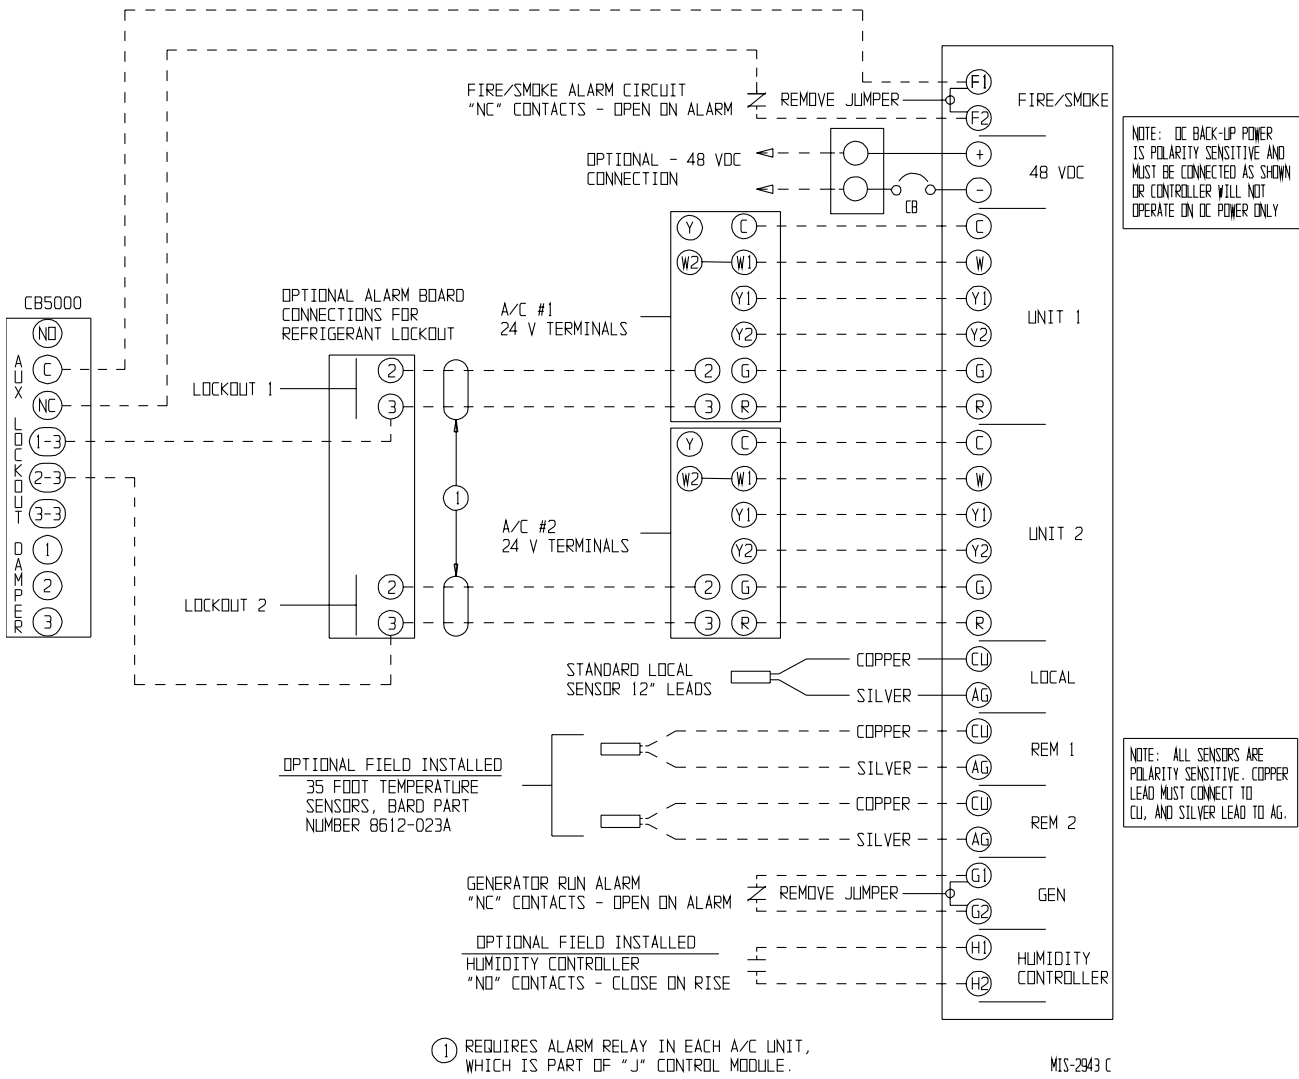 FIRE/SMOKE ALARM CIRCUIT
"NC" CONTACTS - OPEN ON ALARM
REMOVE JUMPER
F1
F2
FIRE/SMOKE
NOTE: DC BACK-UP POWER
IS POLARITY SENSITIVE AND
MUST BE CONNECTED AS SHOWN
OR CONTROLLER WILL NOT
OPERATE ON DC POWER ONLY
OPTIONAL - 48 VDC
CONNECTION
CB
+
-
48 VDC
CB5000
NO
C
NC
1-3
2-3
3-3
1
2
3
AUX LOCKOUT DAMPER
OPTIONAL ALARM BOARD
CONNECTIONS FOR
REFRIGERANT LOCKOUT
LOCKOUT 1
2
3
1
LOCKOUT 2
2
3
A/C #1
24 V TERMINALS
Y C
W2 W1
Y1
Y2
2 G
3 R
C
W
Y1
Y2
G
R
UNIT 1
A/C #2
24 V TERMINALS
Y C
W2 W1
Y1
Y2
2 G
3 R
C
W
Y1
Y2
G
R
UNIT 2
STANDARD LOCAL
SENSOR 12" LEADS
COPPER CU
SILVER AG
LOCAL
OPTIONAL FIELD INSTALLED
35 FOOT TEMPERATURE
SENSORS, BARD PART
NUMBER 8612-023A
COPPER CU
SILVER AG
REM 1
COPPER CU
SILVER AG
REM 2
NOTE: ALL SENSORS ARE
POLARITY SENSITIVE. COPPER
LEAD MUST CONNECT TO
CU, AND SILVER LEAD TO AG.
GENERATOR RUN ALARM
"NC" CONTACTS - OPEN ON ALARM
REMOVE JUMPER
G1
G2
GEN
OPTIONAL FIELD INSTALLED
HUMIDITY CONTROLLER
"NO" CONTACTS - CLOSE ON RISE
H1
H2
HUMIDITY
CONTROLLER
1 REQUIRES ALARM RELAY IN EACH A/C UNIT,
WHICH IS PART OF "J" CONTROL MODULE.
MIS-2943 C